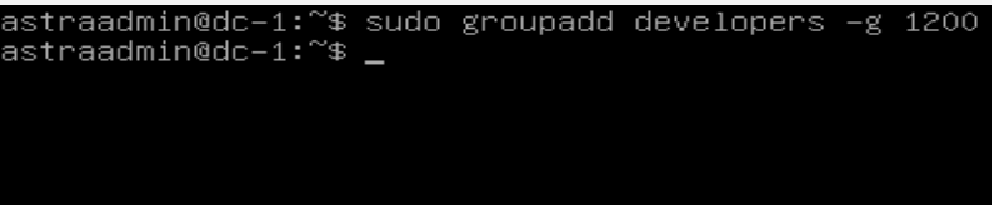 astraadmin@dc-1:~$ sudo groupadd developers -g 1200
astraadmin@dc-1:~$ _